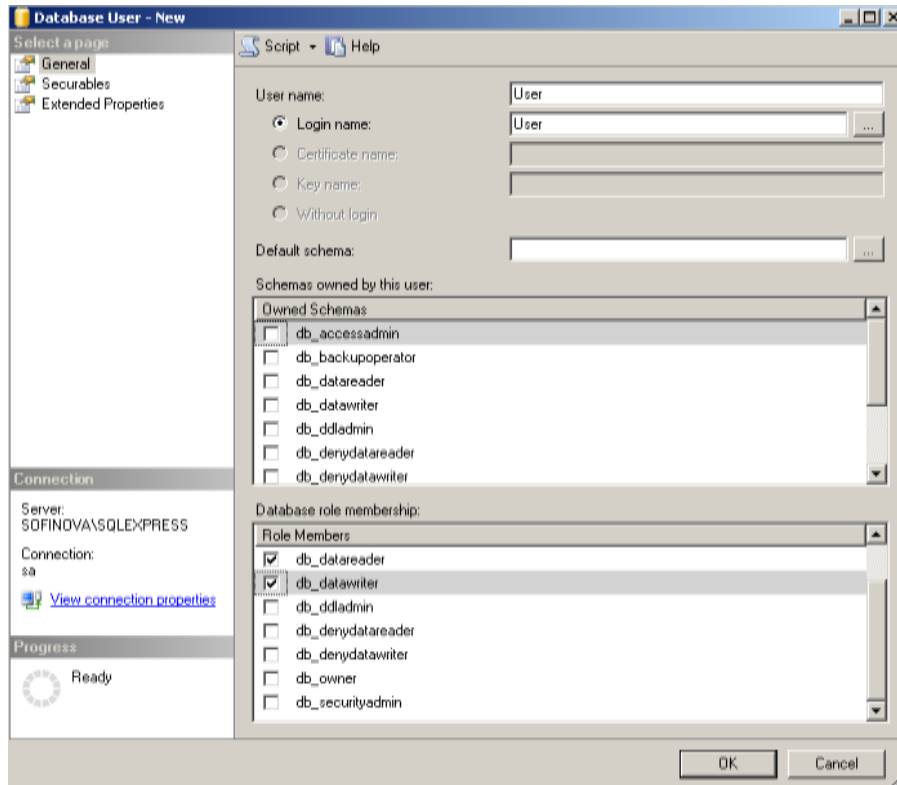 Database User - New
Select a page
General
Securables
Extended Properties
Script
Help
User name:
User
Login name:
User
...
Certificate name:
Key name:
Without login
Default schema:
...
Schemas owned by this user:
Owned Schemas
db_accessadmin
db_backupoperator
db_datareader
db_datawriter
db_ddladmin
db_denydatareader
db_denydatawriter
Connection
Server:
SOFINOVA\SQLEXPRESS
Connection:
sa
View connection properties
Progress
Ready
Database role membership:
Role Members
db_datareader
db_datawriter
db_ddladmin
db_denydatareader
db_denydatawriter
db_owner
db_securityadmin
OK
Cancel